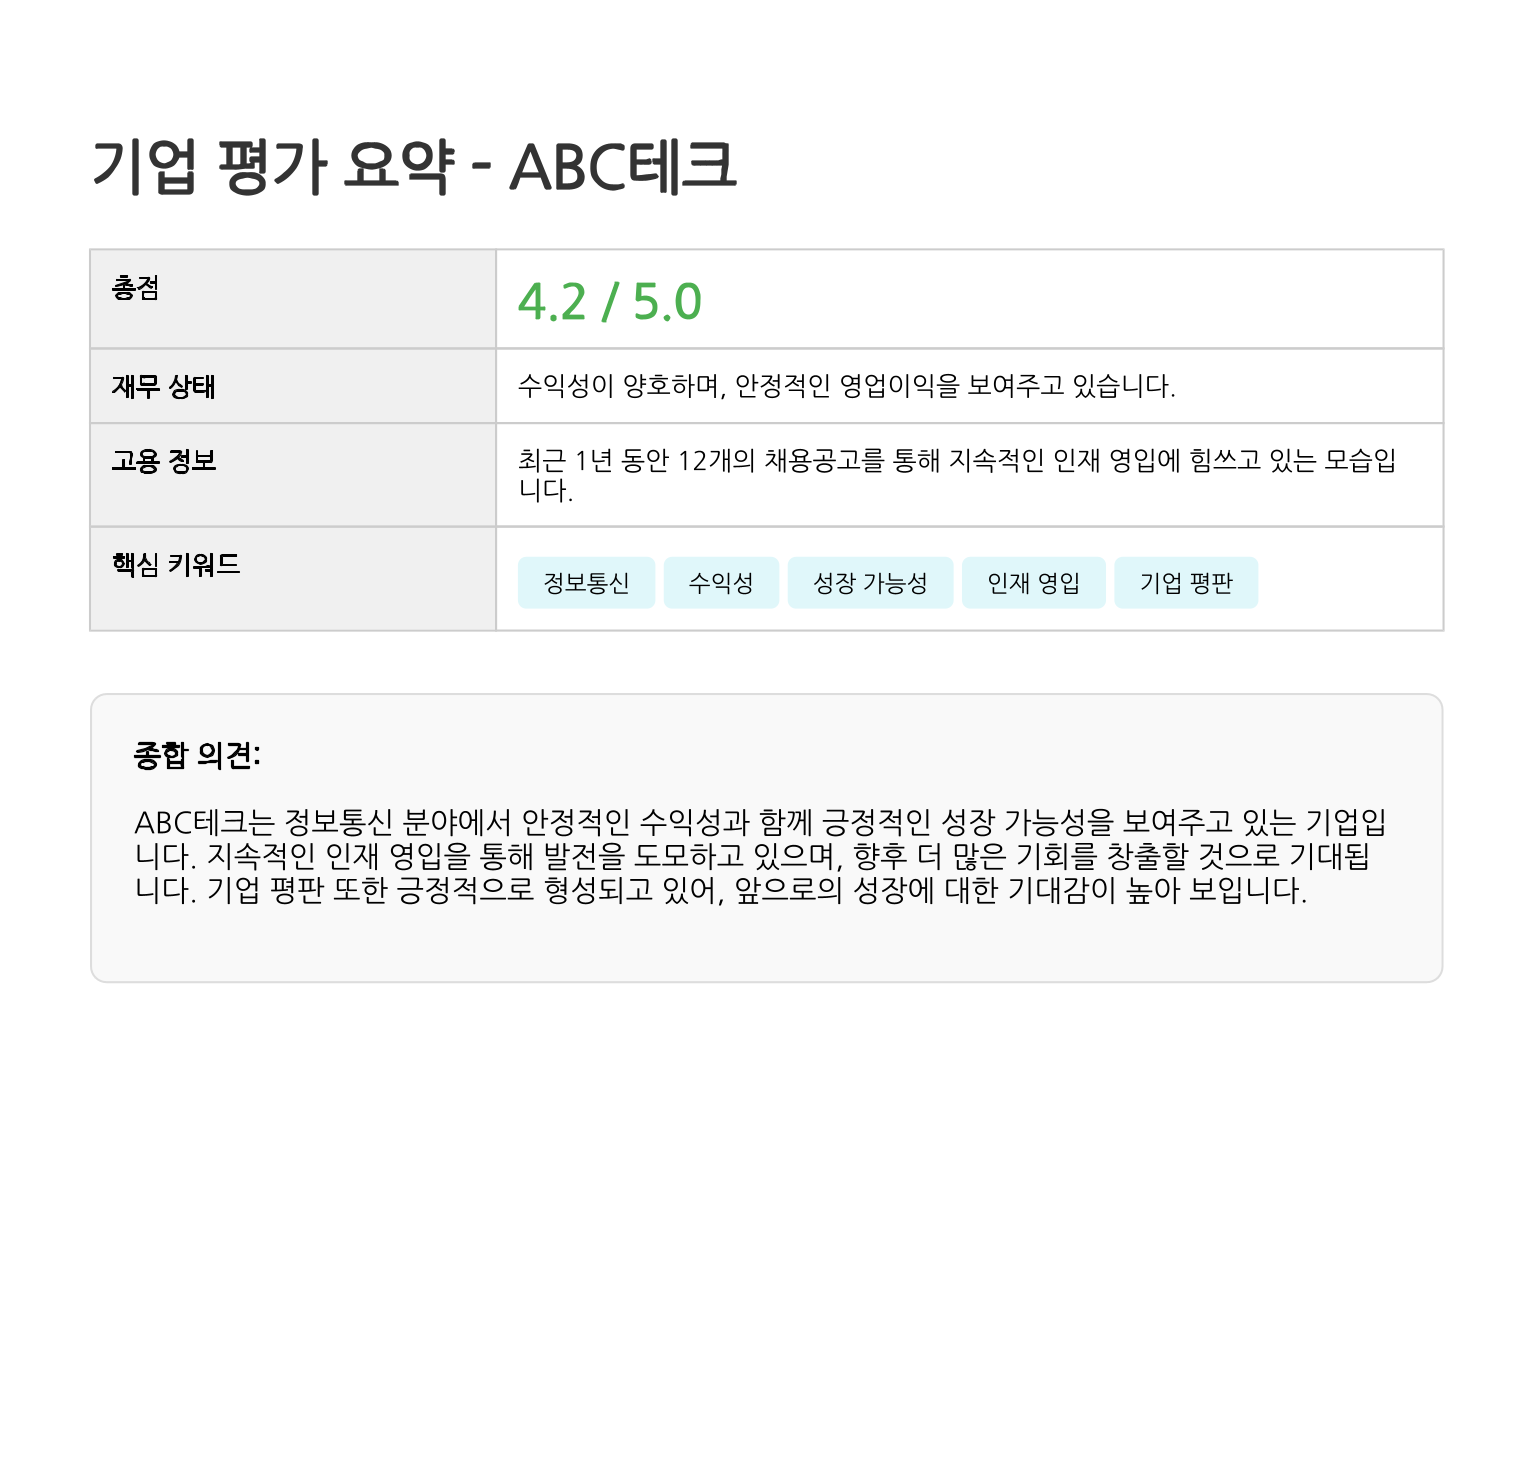 기업 평가 요약 - ABC테크
총점
4.2 / 5.0
재무 상태
수익성이 양호하며, 안정적인 영업이익을 보여주고 있습니다.
고용 정보
최근 1년 동안 12개의 채용공고를 통해 지속적인 인재 영입에 힘쓰고 있는 모습입
니다.
핵심 키워드
정보통신 수익성 성장 가능성 인재 영입 기업 평판
종합 의견:
ABC테크는 정보통신 분야에서 안정적인 수익성과 함께 긍정적인 성장 가능성을 보여주고 있는 기업입
니다. 지속적인 인재 영입을 통해 발전을 도모하고 있으며, 향후 더 많은 기회를 창출할 것으로 기대됩
니다. 기업 평판 또한 긍정적으로 형성되고 있어, 앞으로의 성장에 대한 기대감이 높아 보입니다.